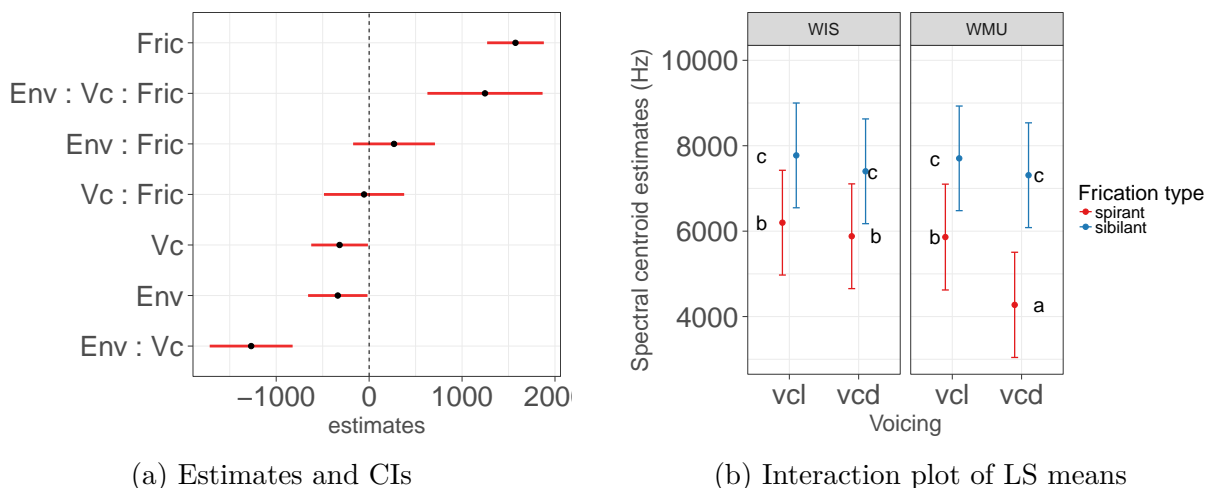 Fric
Env : Vc : Fric
Env : Fric
Vc : Fric
Vc
Env
Env : Vc
−1000 0 1000 2000
estimates
(a) Estimates and CIs
WIS WMU
Spectral centroid estimates (Hz)
10000
8000
6000
4000
c
b
c
b
c
b
c
a
vcl vcd vcl vcd
Voicing
Frication type
spirant
sibilant
(b) Interaction plot of LS means